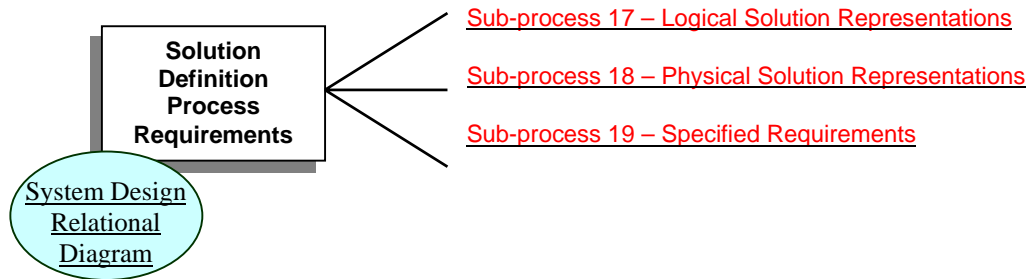 Solution
Definition
Process
Requirements
Sub-process 17 – Logical Solution Representations
Sub-process 18 – Physical Solution Representations
Sub-process 19 – Specified Requirements
System Design
Relational
Diagram